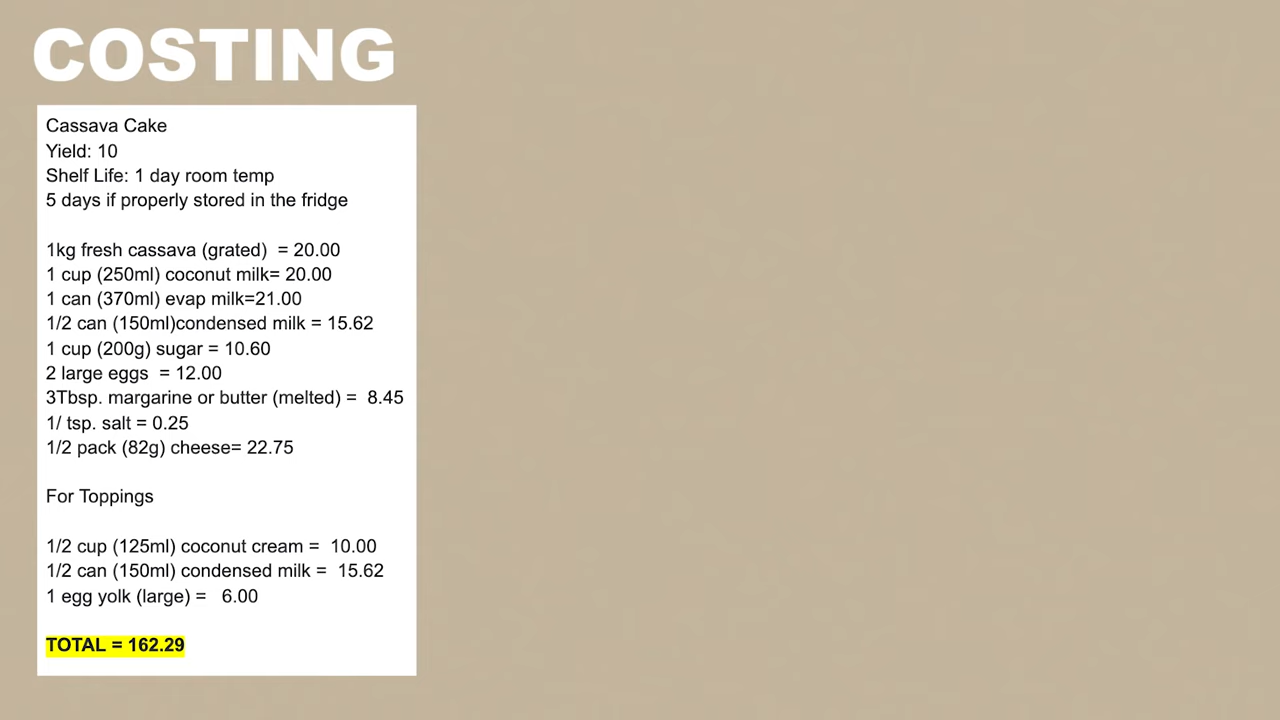 COSTING
Cassava Cake
Yield: 10
Shelf Life: 1 day room temp
5 days if properly stored in the fridge
1kg fresh cassava (grated)  = 20.00
1 cup (250ml) coconut milk= 20.00
1 can (370ml) evap milk=21.00
1/2 can (150ml)condensed milk = 15.62
1 cup (200g) sugar = 10.60
2 large eggs  = 12.00
3Tbsp. margarine or butter (melted) =  8.45
1/ tsp. salt = 0.25
1/2 pack (82g) cheese= 22.75
For Toppings
1/2 cup (125ml) coconut cream =  10.00
1/2 can (150ml) condensed milk =  15.62
1 egg yolk (large) =   6.00
TOTAL = 162.29